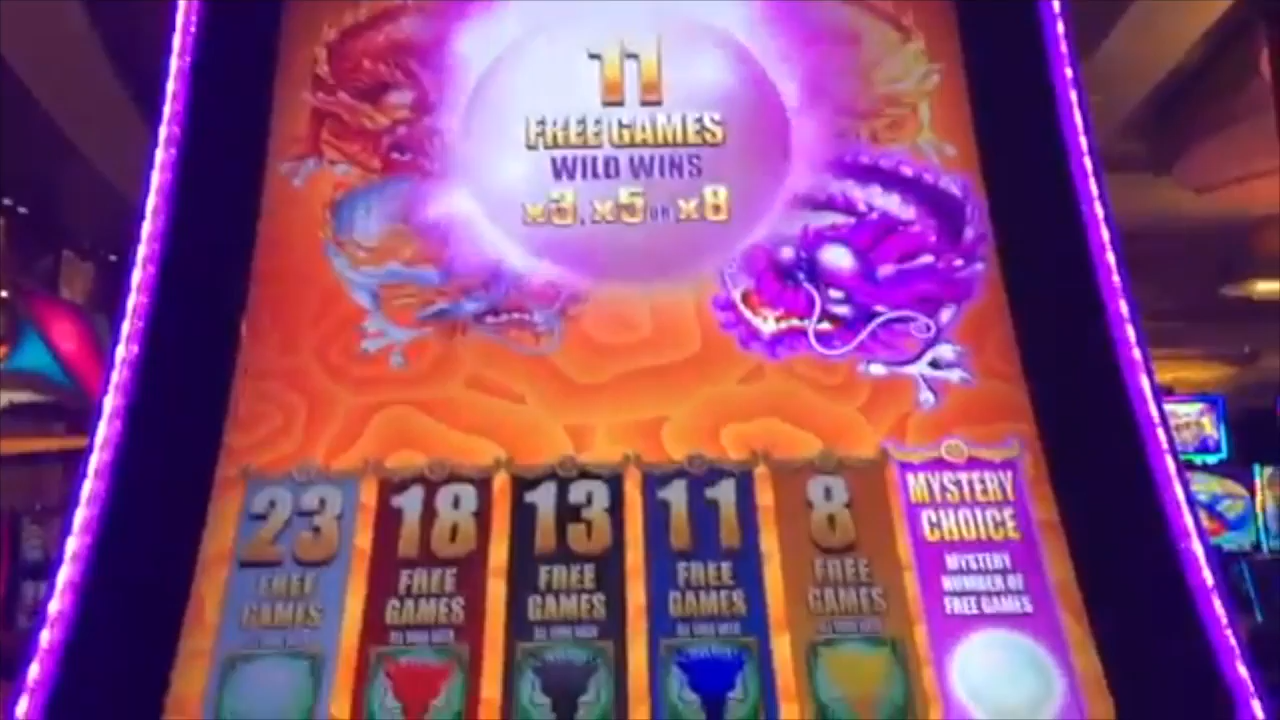 11
FREE GAMES
WILD WINS
x3, x5 OR x8
23
FREE
GAMES
18
FREE
GAMES
13
FREE
GAMES
11
FREE
GAMES
8
FREE
GAMES
MYSTERY
CHOICE
MYSTERY
NUMBER OF
FREE GAMES